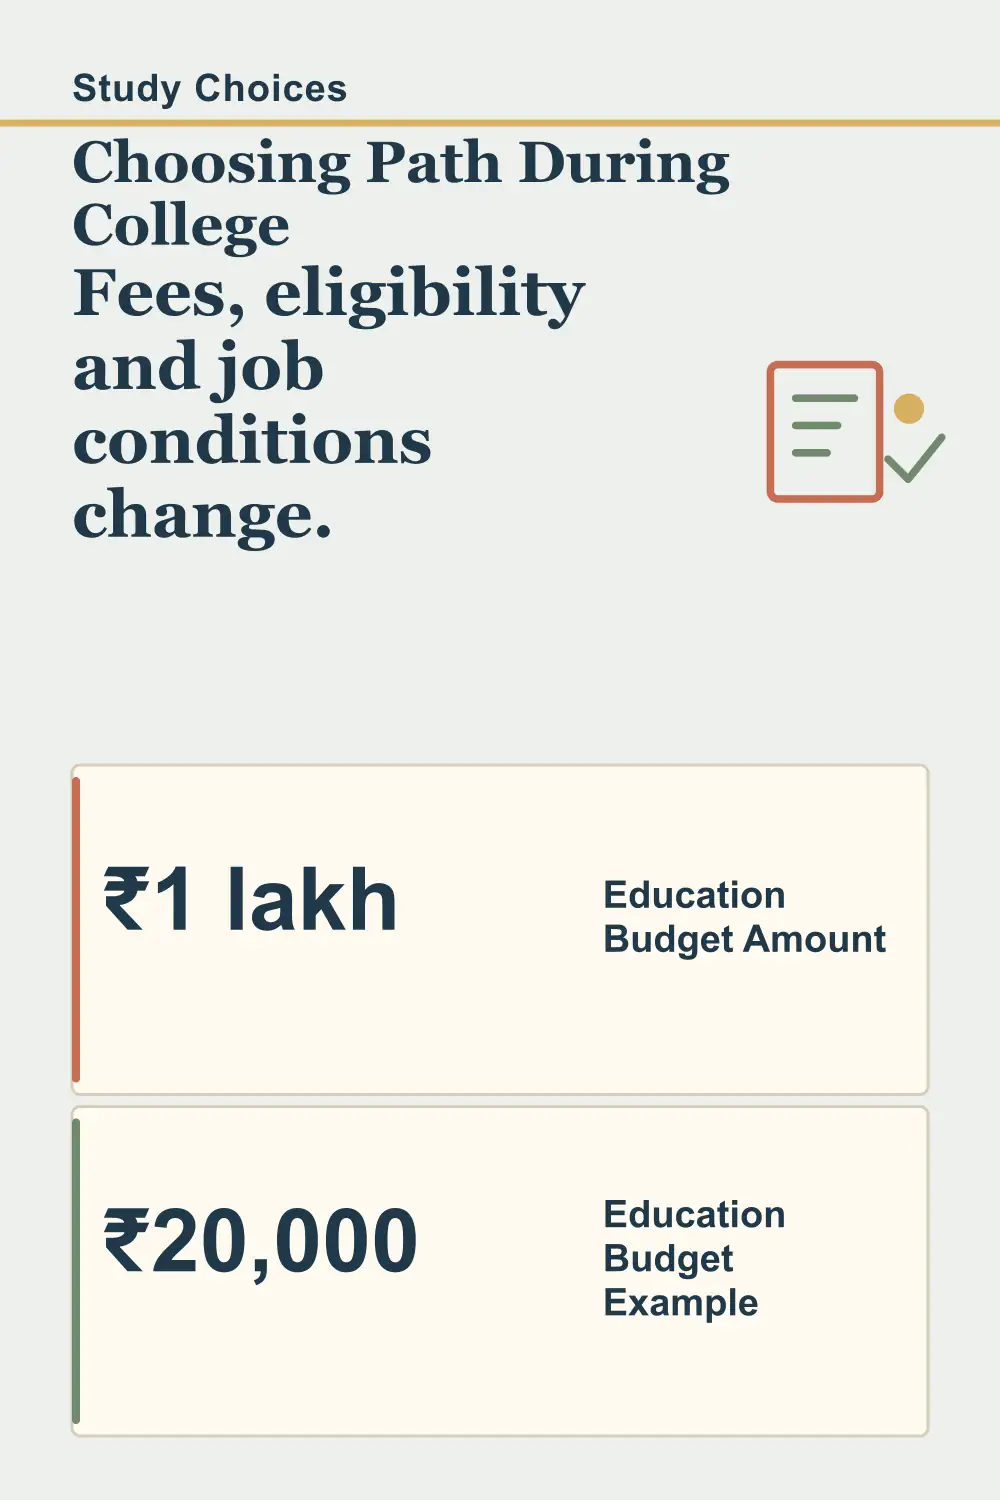 Study Choices
Choosing Path During
College
Fees, eligibility
and job
conditions
change.
₹1 lakh
Education
Budget Amount
₹20,000
Education
Budget
Example